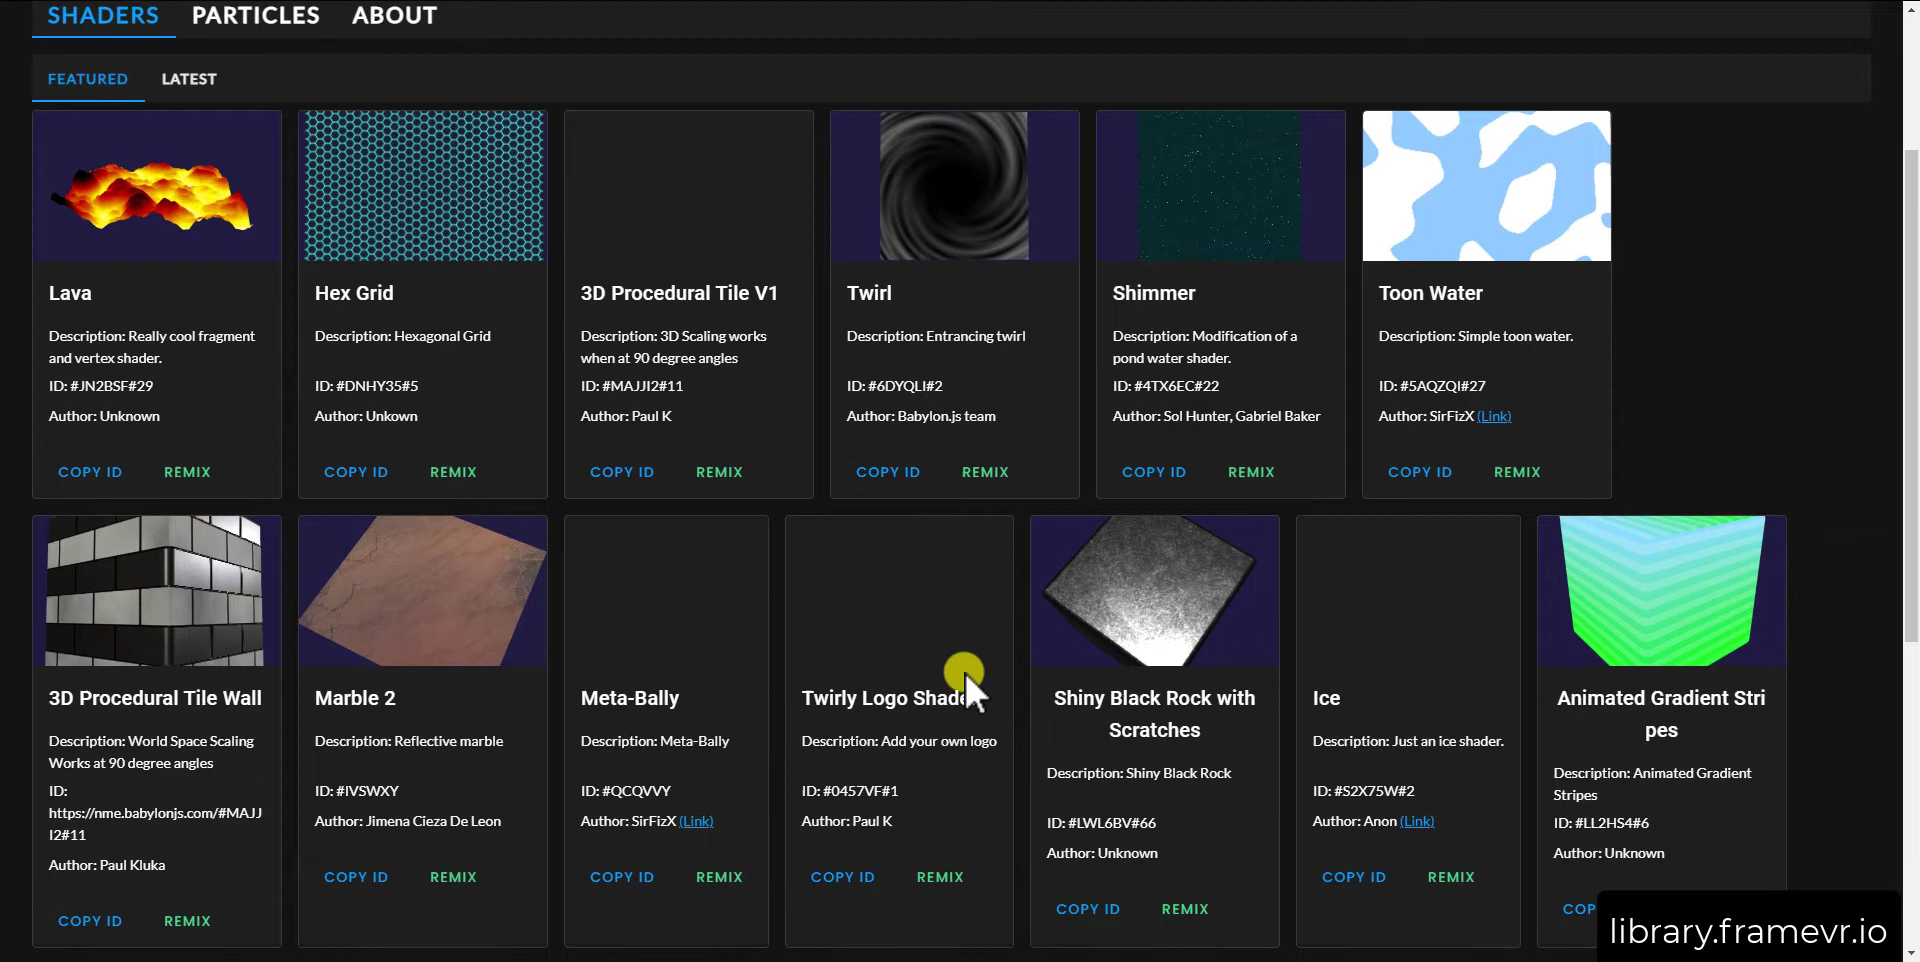 SHADERS PARTICLES ABOUT
FEATURED LATEST
Lava
Description: Really cool fragment
and vertex shader.
ID: #JN2BSF#29
Author: Unknown
COPY ID REMIX
Hex Grid
Description: Hexagonal Grid
ID: #DNHY35#5
Author: Unkown
COPY ID REMIX
3D Procedural Tile V1
Description: 3D Scaling works
when at 90 degree angles
ID: #MAJJI2#11
Author: Paul K
COPY ID REMIX
Twirl
Description: Entrancing twirl
ID: #6DYQLI#2
Author: Babylon.js team
COPY ID REMIX
Shimmer
Description: Modification of a
pond water shader.
ID: #4TX6EC#22
Author: Sol Hunter, Gabriel Baker
COPY ID REMIX
Toon Water
Description: Simple toon water.
ID: #5AQZQI#27
Author: SirFizX (Link)
COPY ID REMIX
3D Procedural Tile Wall
Description: World Space Scaling
Works at 90 degree angles
ID:
https://nme.babylonjs.com/#MAJJ
I2#11
Author: Paul Kluka
COPY ID REMIX
Marble 2
Description: Reflective marble
ID: #IVSWXY
Author: Jimena Cieza De Leon
COPY ID REMIX
Meta-Bally
Description: Meta-Bally
ID: #QCQVVY
Author: SirFizX (Link)
COPY ID REMIX
Twirly Logo Shade
Description: Add your own logo
ID: #0457VF#1
Author: Paul K
COPY ID REMIX
Shiny Black Rock with
Scratches
Description: Shiny Black Rock
ID: #LWL6BV#66
Author: Unknown
COPY ID REMIX
Ice
Description: Just an ice shader.
ID: #S2X75W#2
Author: Anon (Link)
COPY ID REMIX
Animated Gradient Stri
pes
Description: Animated Gradient
Stripes
ID: #LL2HS4#6
Author: Unknown
COP
library.framevr.io